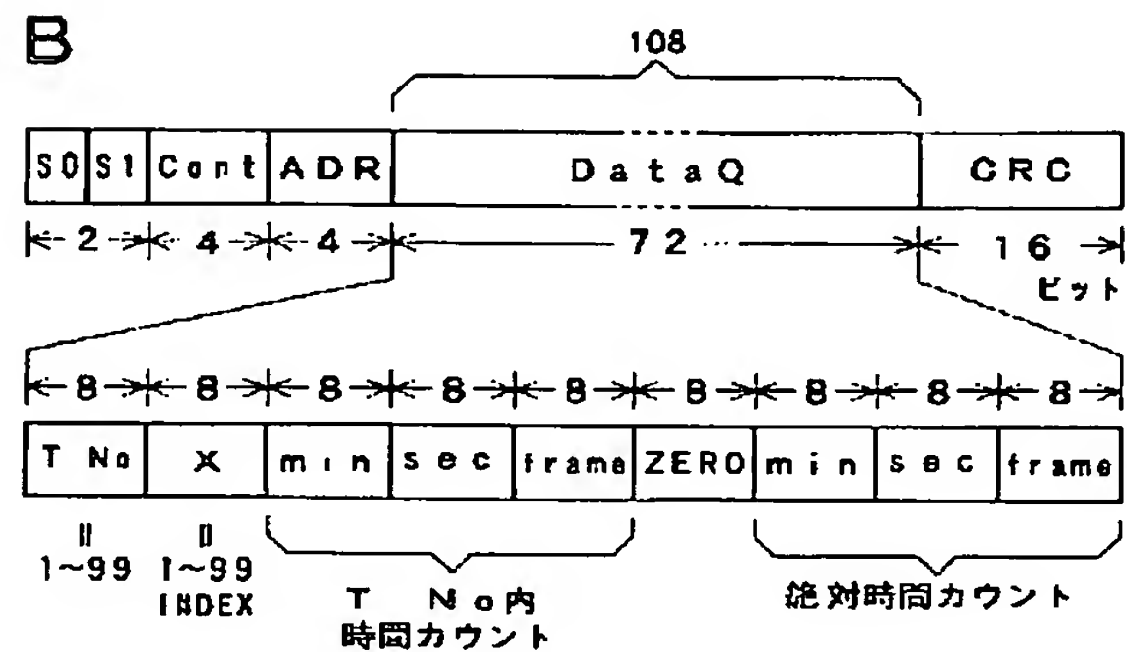 B
108
S0 S1 Cont ADR DataQ CRC
2 4 4 72 16
ビット
8 8 8 8 8 8 8 8 8
T No X min sec frame ZERO min sec frame
1~99 1~99
INDEX
T No内
時間カウント
絶対時間カウント